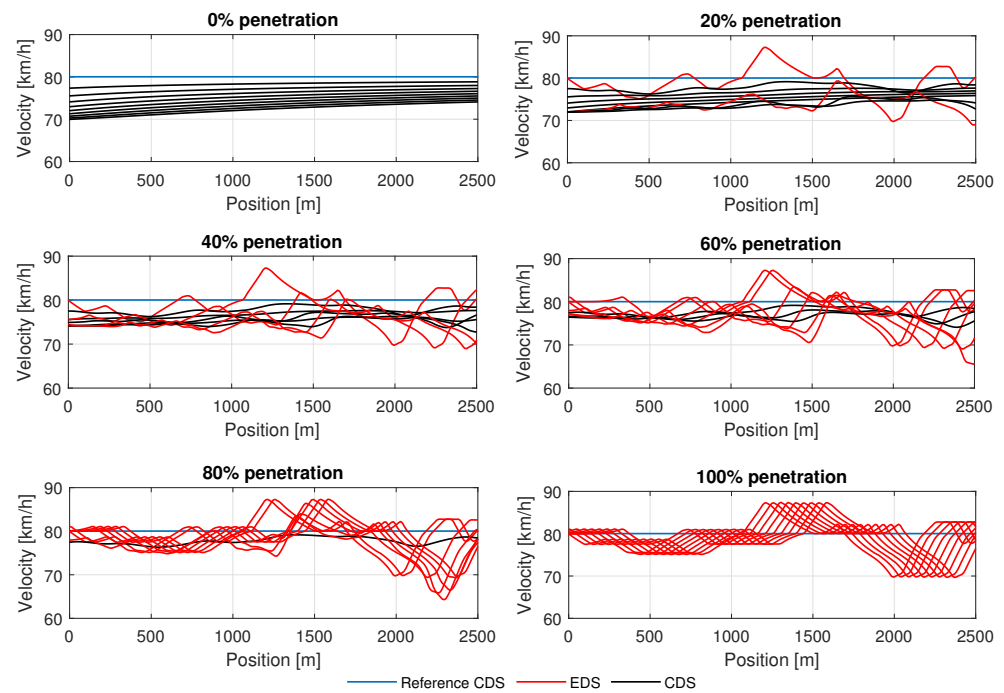 0% penetration
20% penetration
Velocity [km/h]
90
80
70
60
0 500 1000 1500 2000 2500
Position [m]
Velocity [km/h]
90
80
70
60
0 500 1000 1500 2000 2500
Position [m]
40% penetration
60% penetration
Velocity [km/h]
90
80
70
60
0 500 1000 1500 2000 2500
Position [m]
Velocity [km/h]
90
80
70
60
0 500 1000 1500 2000 2500
Position [m]
80% penetration
100% penetration
Velocity [km/h]
90
80
70
60
0 500 1000 1500 2000 2500
Position [m]
Velocity [km/h]
90
80
70
60
0 500 1000 1500 2000 2500
Position [m]
Reference CDS EDS CDS